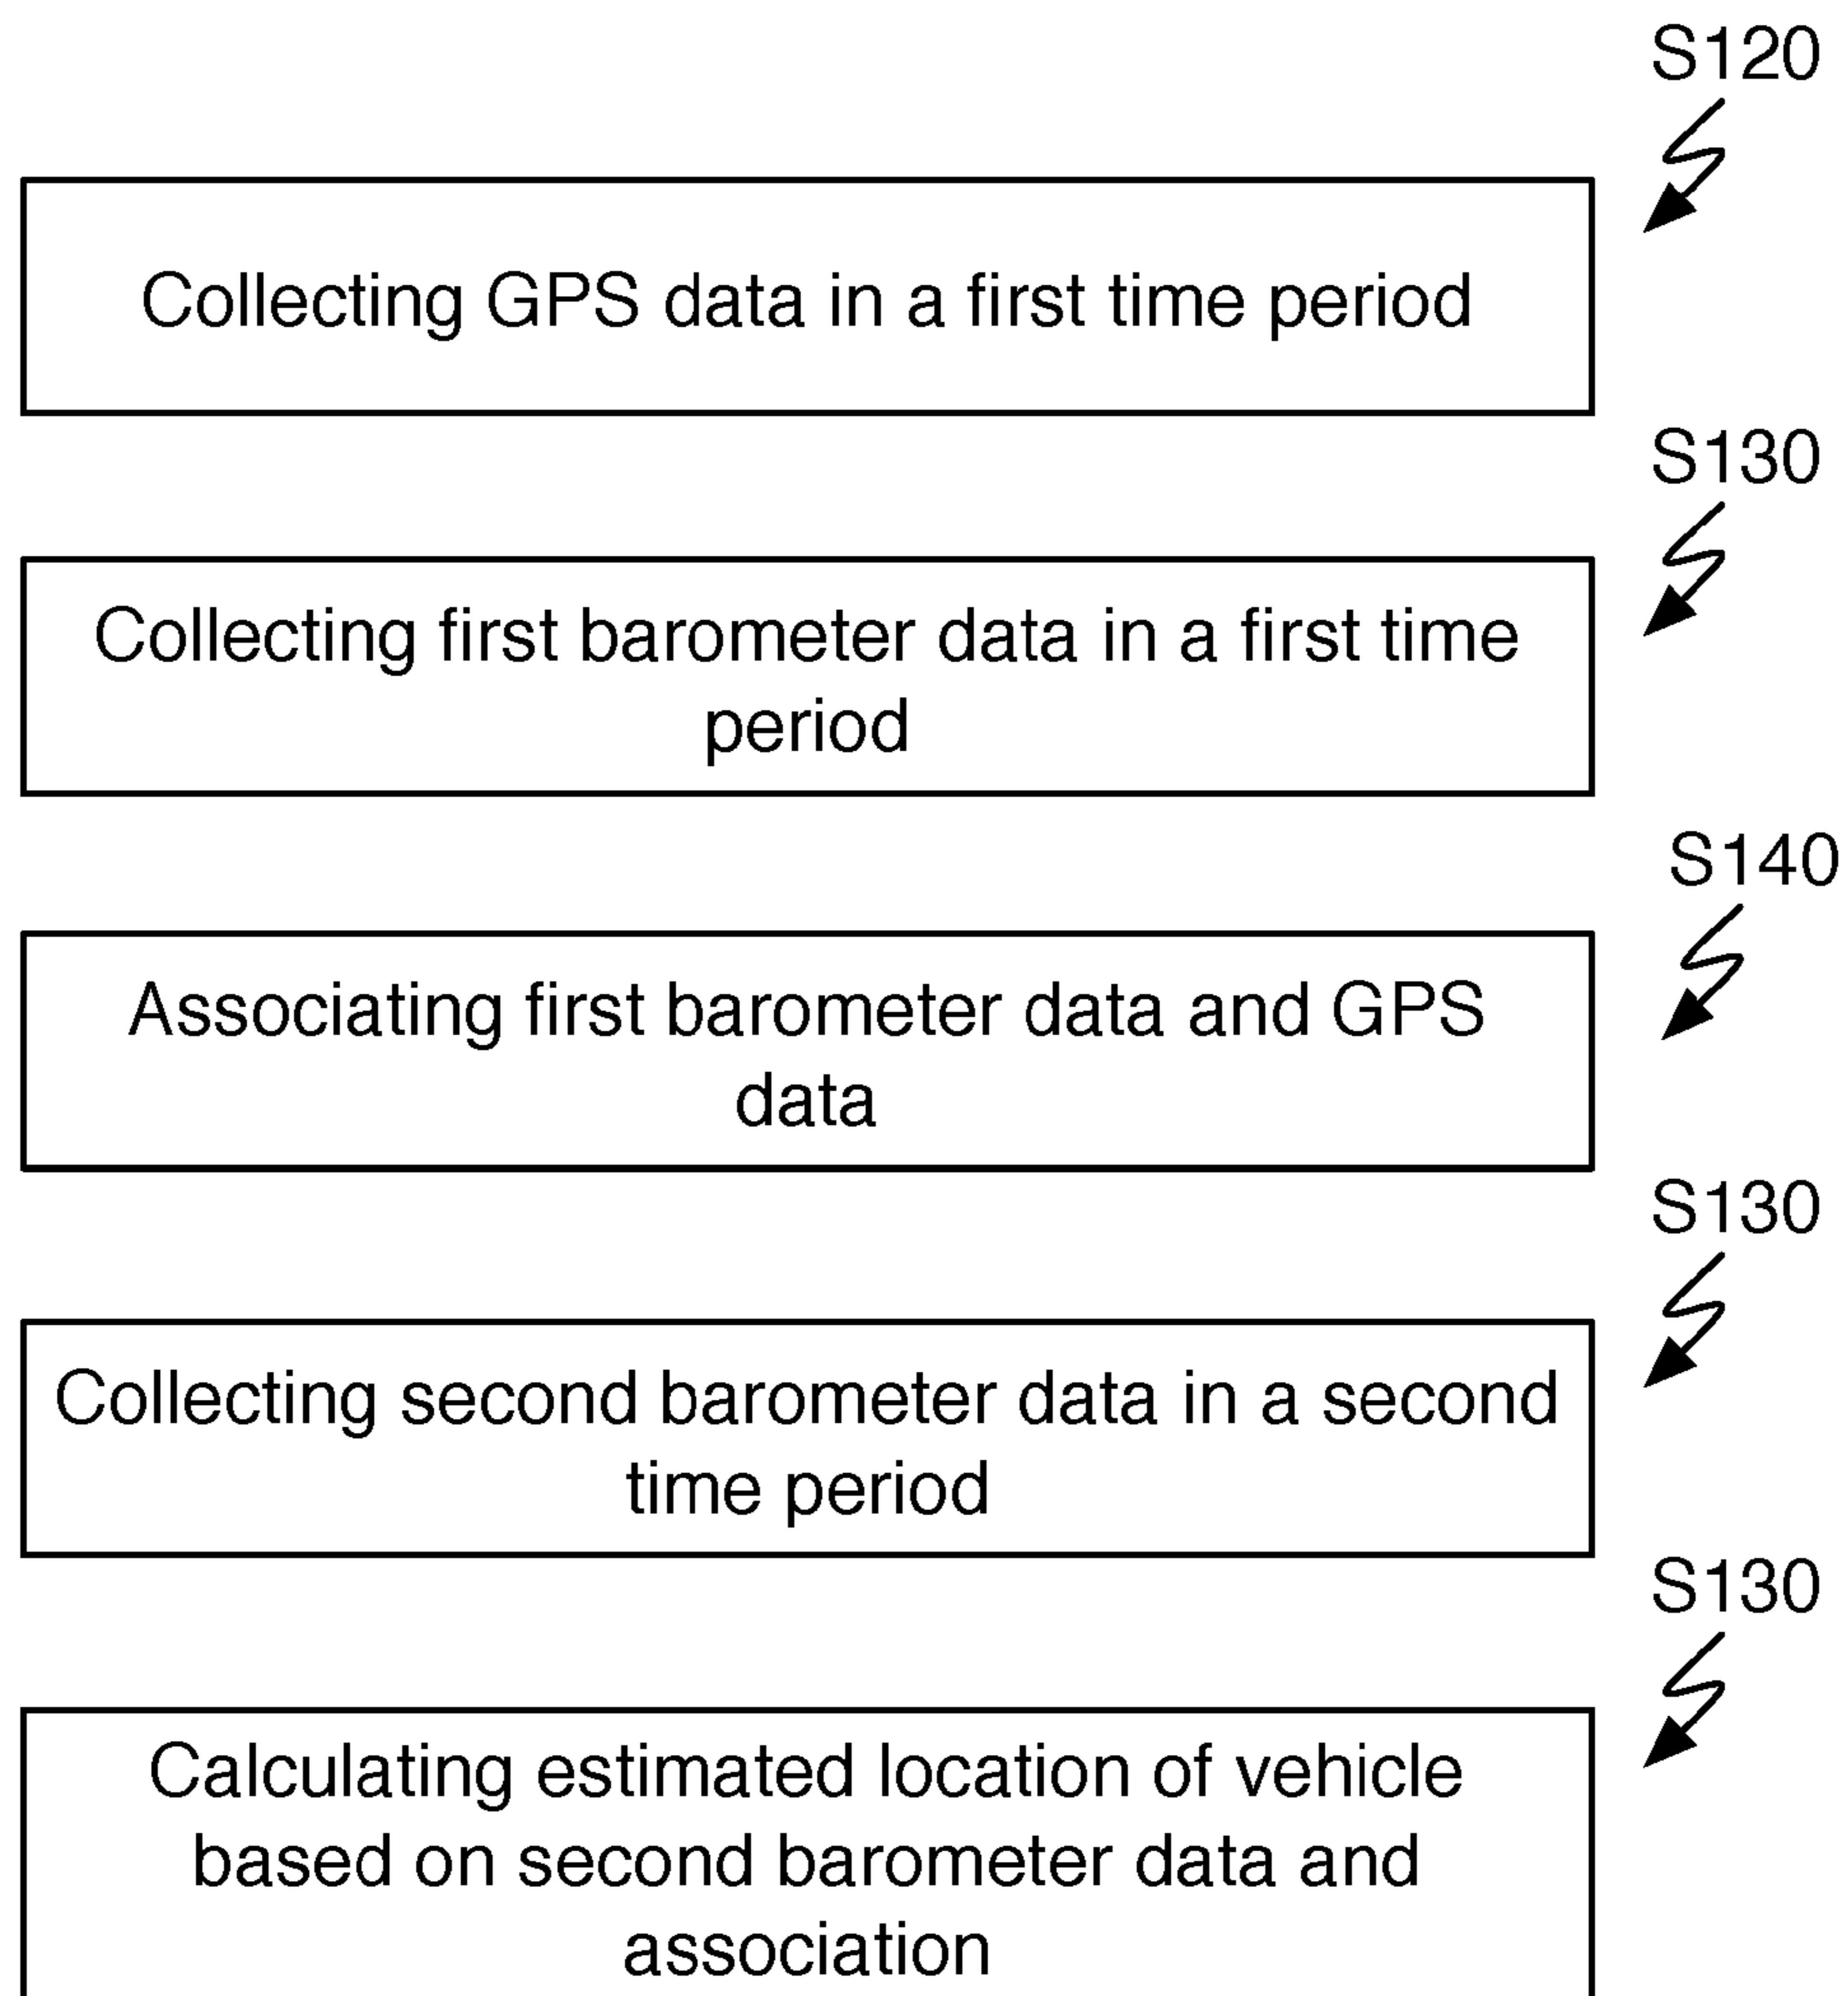 S120
Collecting GPS data in a first time period
S130
Collecting first barometer data in a first time
period
S140
Associating first barometer data and GPS
data
S130
Collecting second barometer data in a second
time period
S130
Calculating estimated location of vehicle
based on second barometer data and
association